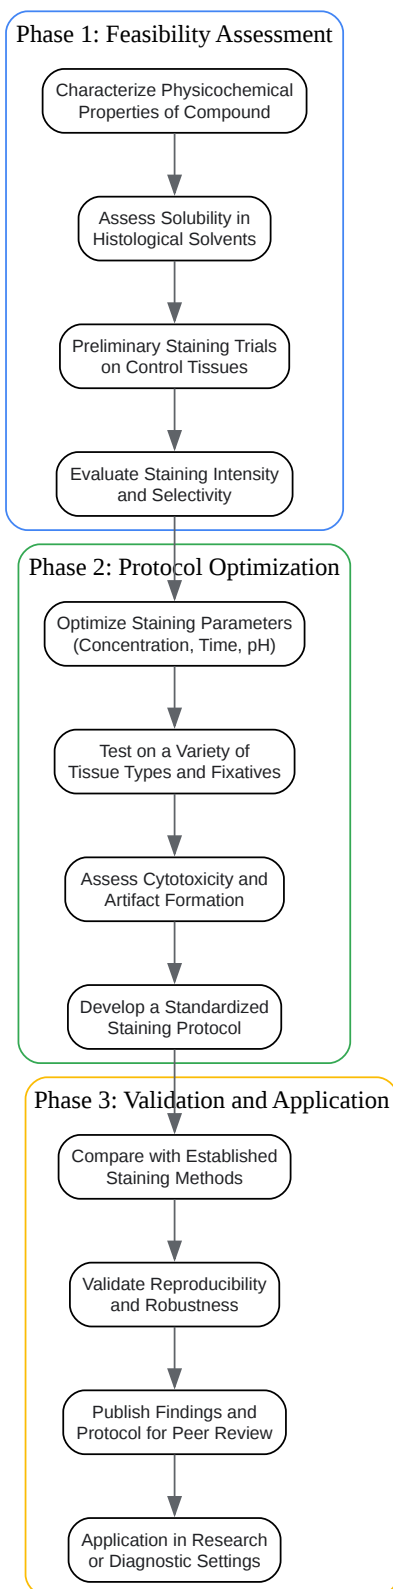 Phase 1: Feasibility Assessment
Characterize Physicochemical
Properties of Compound
Assess Solubility in
Histological Solvents
Preliminary Staining Trials
on Control Tissues
Evaluate Staining Intensity
and Selectivity
Phase 2: Protocol Optimization
Optimize Staining Parameters
(Concentration, Time, pH)
Test on a Variety of
Tissue Types and Fixatives
Assess Cytotoxicity and
Artifact Formation
Develop a Standardized
Staining Protocol
Phase 3: Validation and Application
Compare with Established
Staining Methods
Validate Reproducibility
and Robustness
Publish Findings and
Protocol for Peer Review
Application in Research
or Diagnostic Settings